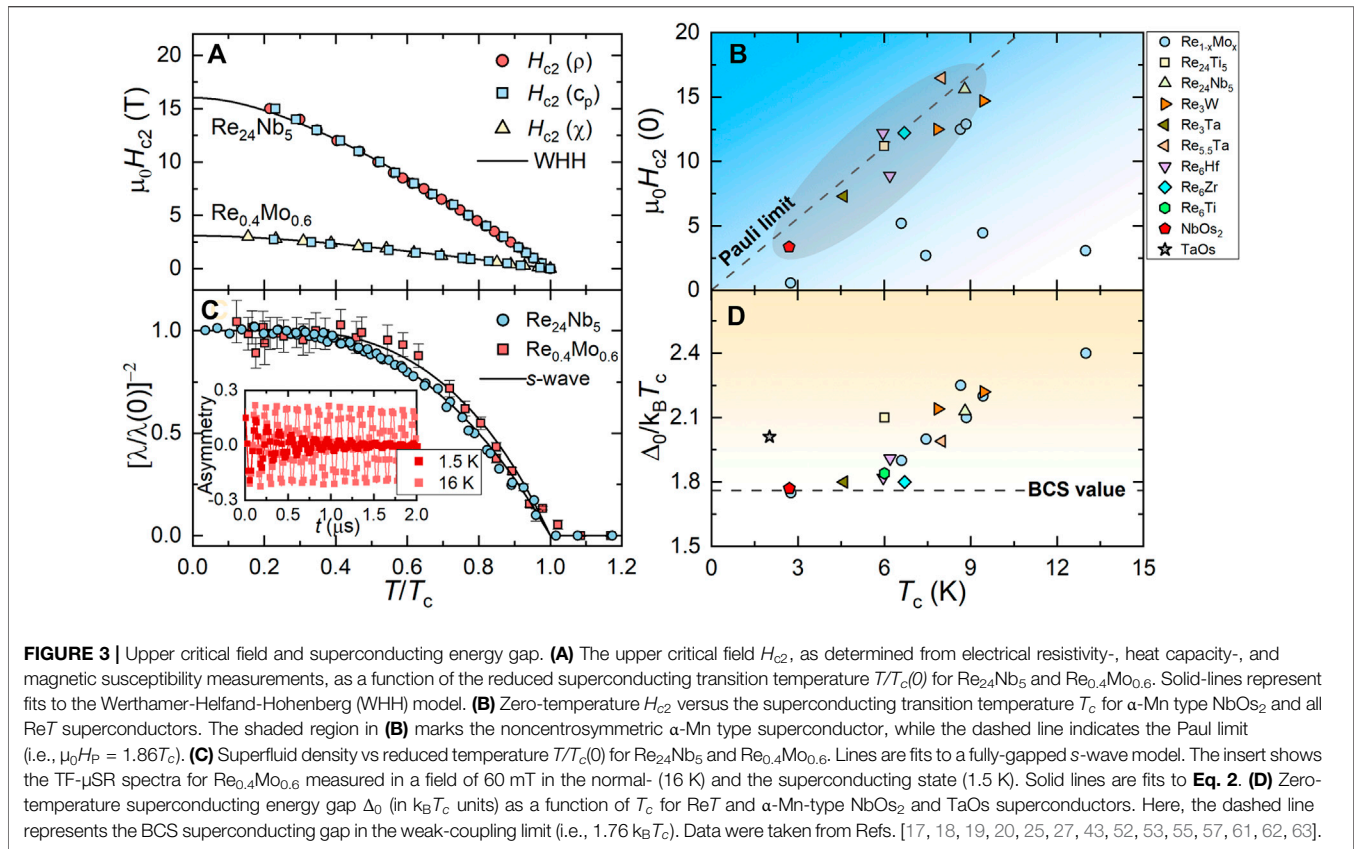 A
20
15
10
5
0
μ0Hc2 (T)
Re24Nb5
Re0.4Mo0.6
Hc2 (ρ)
Hc2 (cp)
Hc2 (χ)
WHH
C
1.0
0.5
0.0
[λ/λ(0)]−2
Re24Nb5
Re0.4Mo0.6
s-wave
0.3
0.0
-0.3
Asymmetry
1.5 K
16 K
0.0 0.5 1.0 1.5 2.0
t (μs)
0.0 0.2 0.4 0.6 0.8 1.0 1.2
T/Tc
B
20
15
10
5
0
μ0Hc2 (0)
Pauli limit
Re1-xMox
Re24Ti5
Re24Nb5
Re3W
Re3Ta
Re5.5Ta
Re6Hf
Re6Zr
Re6Ti
NbOs2
TaOs
D
2.4
2.1
1.8
1.5
Δ0/kBTc
BCS value
0 3 6 9 12 15
Tc (K)
FIGURE 3 | Upper critical field and superconducting energy gap. (A) The upper critical field Hc2, as determined from electrical resistivity-, heat capacity-, and
magnetic susceptibility measurements, as a function of the reduced superconducting transition temperature T/Tc(0) for Re24Nb5 and Re0.4Mo0.6. Solid-lines represent
fits to the Werthamer-Helfand-Hohenberg (WHH) model. (B) Zero-temperature Hc2 versus the superconducting transition temperature Tc for α-Mn type NbOs2 and all
ReT superconductors. The shaded region in (B) marks the noncentrosymmetric α-Mn type superconductor, while the dashed line indicates the Paul limit
(i.e., μ0HP = 1.86Tc). (C) Superfluid density vs reduced temperature T/Tc(0) for Re24Nb5 and Re0.4Mo0.6. Lines are fits to a fully-gapped s-wave model. The insert shows
the TF-μSR spectra for Re0.4Mo0.6 measured in a field of 60 mT in the normal- (16 K) and the superconducting state (1.5 K). Solid lines are fits to Eq. 2. (D) Zero-
temperature superconducting energy gap Δ0 (in kBTc units) as a function of Tc for ReT and α-Mn-type NbOs2 and TaOs superconductors. Here, the dashed line
represents the BCS superconducting gap in the weak-coupling limit (i.e., 1.76 kBTc). Data were taken from Refs. [17, 18, 19, 20, 25, 27, 43, 52, 53, 55, 57, 61, 62, 63].